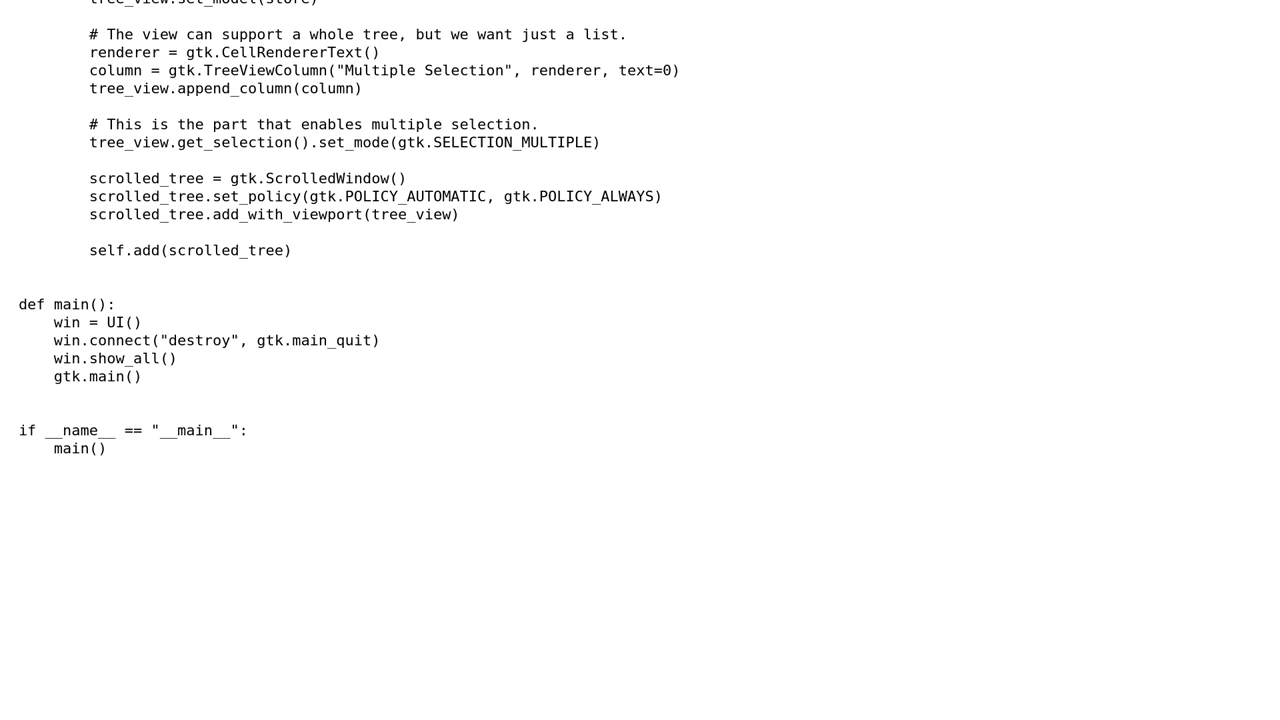 tree_view.set_model(store)

        # The view can support a whole tree, but we want just a list.
        renderer = gtk.CellRendererText()
        column = gtk.TreeViewColumn("Multiple Selection", renderer, text=0)
        tree_view.append_column(column)

        # This is the part that enables multiple selection.
        tree_view.get_selection().set_mode(gtk.SELECTION_MULTIPLE)

        scrolled_tree = gtk.ScrolledWindow()
        scrolled_tree.set_policy(gtk.POLICY_AUTOMATIC, gtk.POLICY_ALWAYS)
        scrolled_tree.add_with_viewport(tree_view)

        self.add(scrolled_tree)


def main():
    win = UI()
    win.connect("destroy", gtk.main_quit)
    win.show_all()
    gtk.main()


if __name__ == "__main__":
    main()